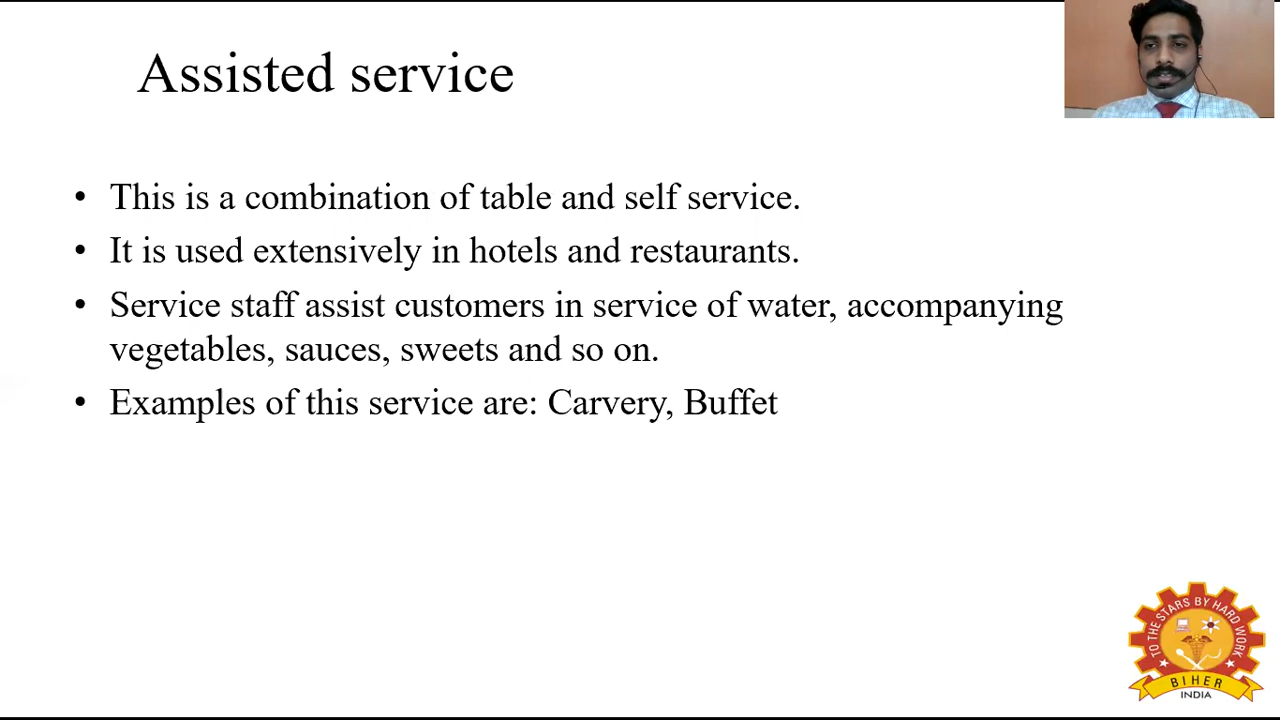 Assisted service
• This is a combination of table and self service.
• It is used extensively in hotels and restaurants.
• Service staff assist customers in service of water, accompanying
vegetables, sauces, sweets and so on.
• Examples of this service are: Carvery, Buffet
TO THE STARS BY HARD WORK
BIHER
INDIA